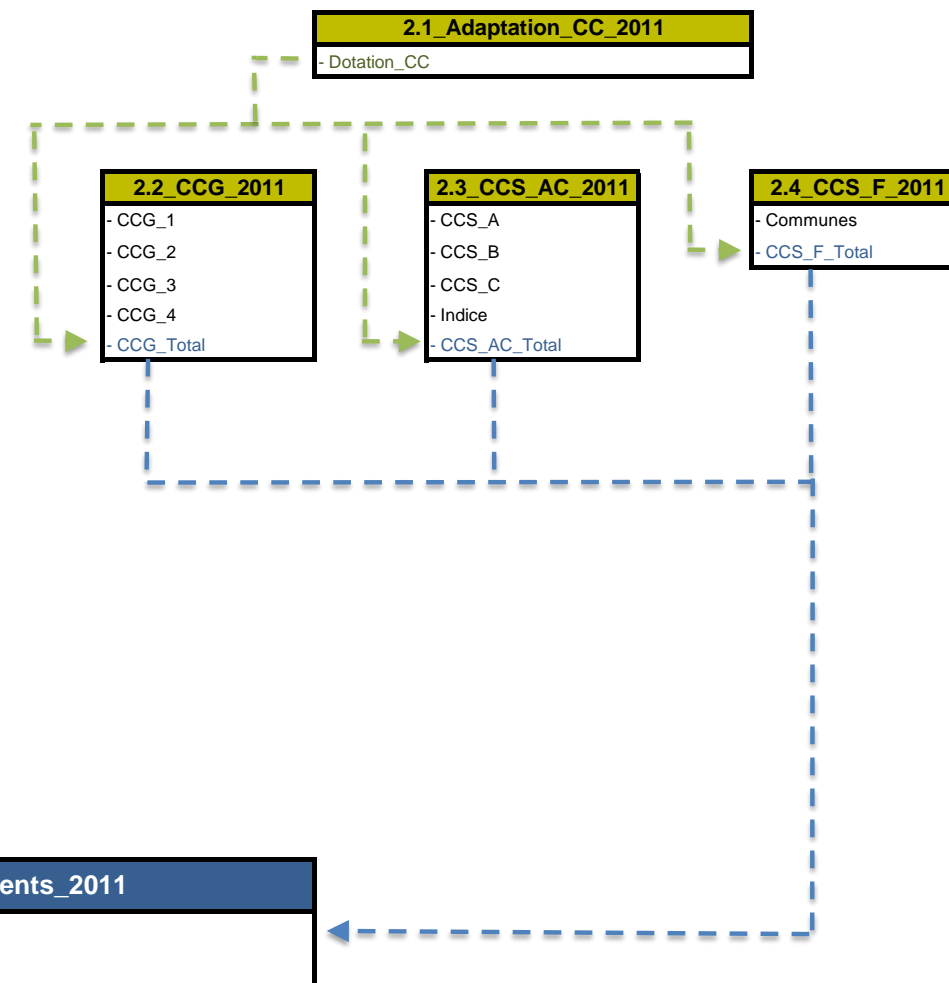 2.1_Adaptation_CC_2011
- Dotation_CC
2.2_CCG_2011
- CCG_1
- CCG_2
- CCG_3
- CCG_4
- CCG_Total
2.3_CCS_AC_2011
- CCS_A
- CCS_B
- CCS_C
- Indice
- CCS_AC_Total
2.4_CCS_F_2011
- Communes
- CCS_F_Total
ents_2011